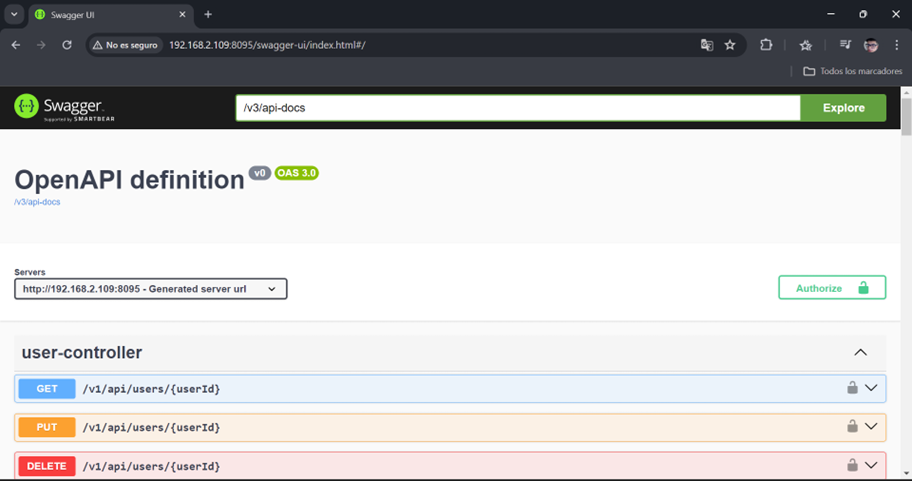 Swagger UI
No es seguro
192.168.2.109:8095/swagger-ui/index.html#/
Todos los marcadores
Swagger.
Supported by SMARTBEAR
/v3/api-docs
Explore
OpenAPI definition v0 OAS 3.0
/v3/api-docs
Servers
http://192.168.2.109:8095 - Generated server url
Authorize
user-controller
GET /v1/api/users/{userId}
PUT /v1/api/users/{userId}
DELETE /v1/api/users/{userId}